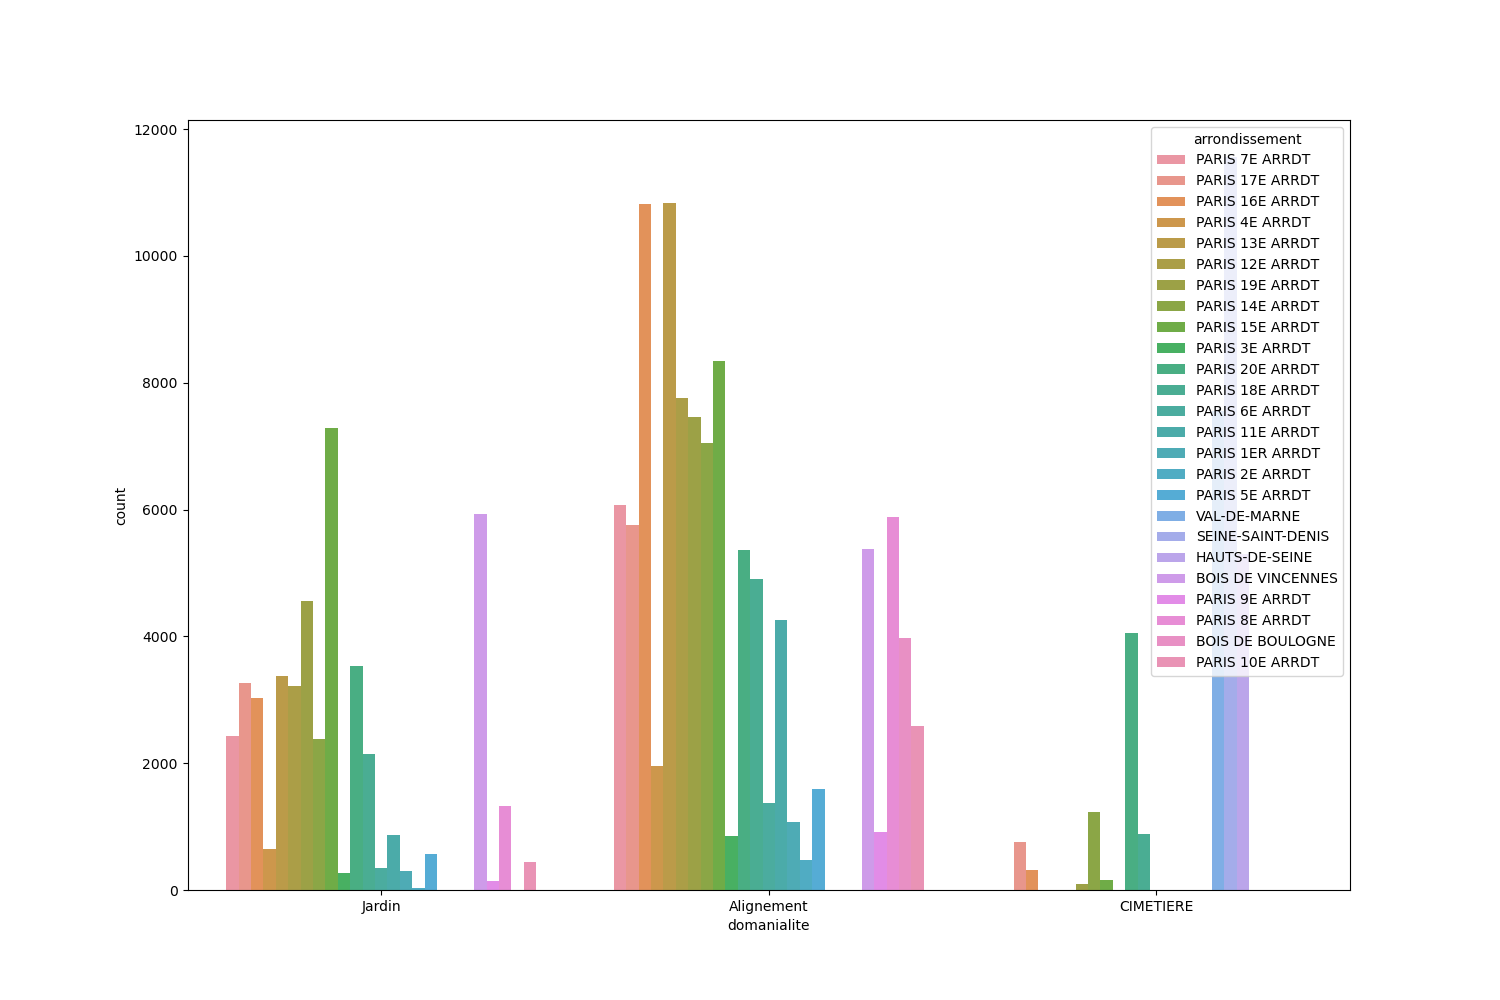 12000
10000
8000
6000
4000
2000
0
count
Jardin
Alignement
CIMETIERE
domanialite
arrondissement
PARIS 7E ARRDT
PARIS 17E ARRDT
PARIS 16E ARRDT
PARIS 4E ARRDT
PARIS 13E ARRDT
PARIS 12E ARRDT
PARIS 19E ARRDT
PARIS 14E ARRDT
PARIS 15E ARRDT
PARIS 3E ARRDT
PARIS 20E ARRDT
PARIS 18E ARRDT
PARIS 6E ARRDT
PARIS 11E ARRDT
PARIS 1ER ARRDT
PARIS 2E ARRDT
PARIS 5E ARRDT
VAL-DE-MARNE
SEINE-SAINT-DENIS
HAUTS-DE-SEINE
BOIS DE VINCENNES
PARIS 9E ARRDT
PARIS 8E ARRDT
BOIS DE BOULOGNE
PARIS 10E ARRDT